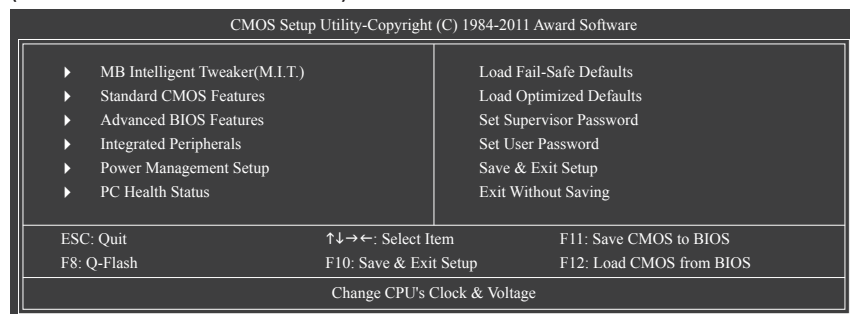 CMOS Setup Utility-Copyright (C) 1984-2011 Award Software
MB Intelligent Tweaker(M.I.T.)
Standard CMOS Features
Advanced BIOS Features
Integrated Peripherals
Power Management Setup
PC Health Status
Load Fail-Safe Defaults
Load Optimized Defaults
Set Supervisor Password
Set User Password
Save & Exit Setup
Exit Without Saving
ESC: Quit ↑↓→←: Select Item F11: Save CMOS to BIOS
F8: Q-Flash F10: Save & Exit Setup F12: Load CMOS from BIOS
Change CPU's Clock & Voltage